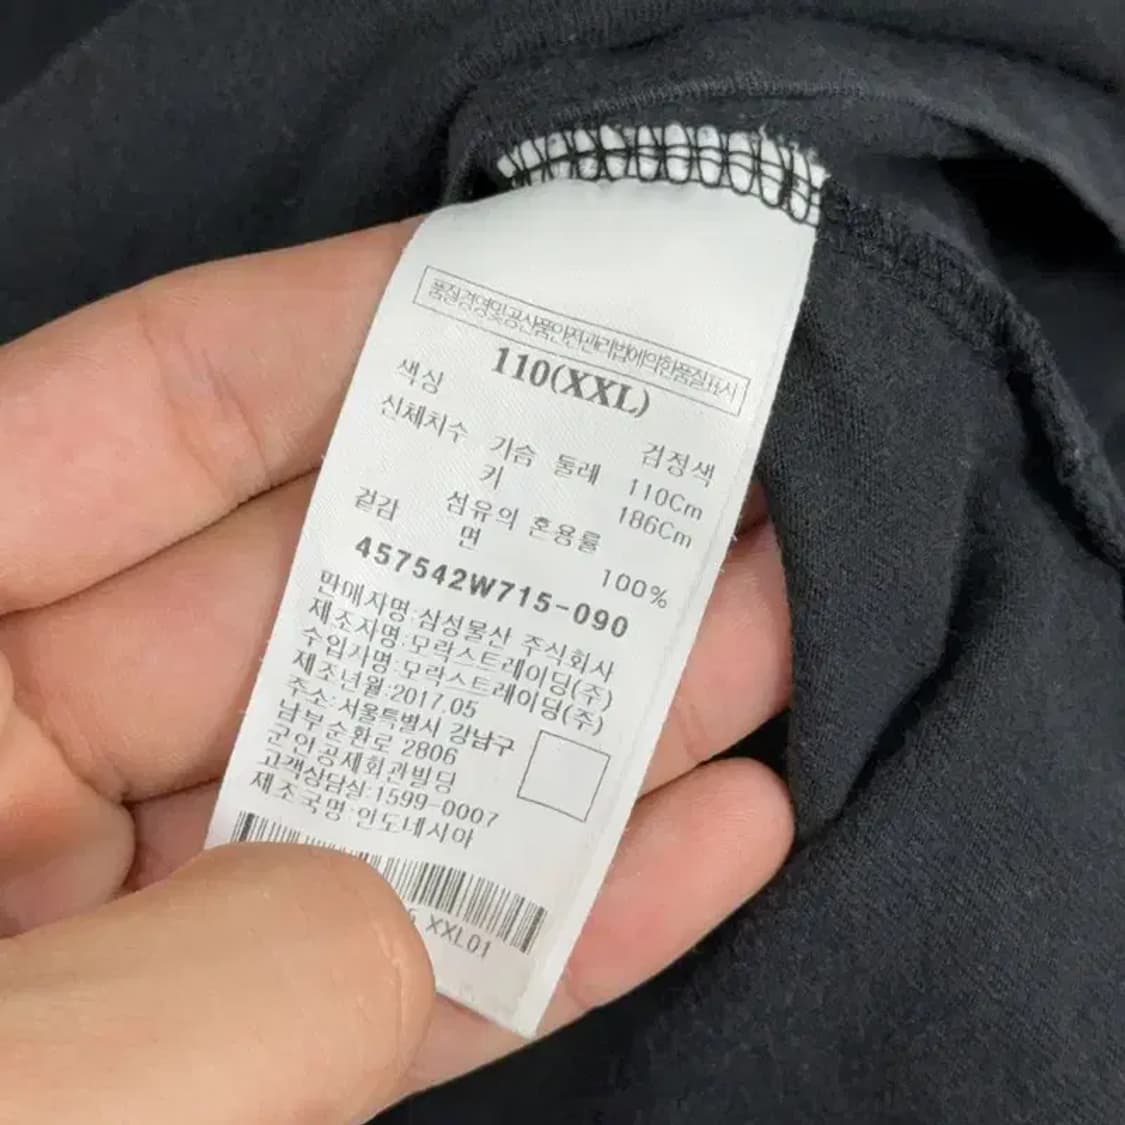 품질경영및공산품안전관리법에의한품질표시
110(XXL)
색상 검정색
신체치수 가슴 둘레 110Cm
키 186Cm
겉감 섬유의 혼용률
면 100%
457542W715-090
판매자명:삼성물산 주식회사
제조자명:모락스트레이딩(주)
수입자명:모락스트레이딩(주)
제조년월:2017.05
주소: 서울특별시 강남구
남부순환로 2806
군인공제회관빌딩
고객상담실:1599-0007
제조국명:인도네시아
XXL01